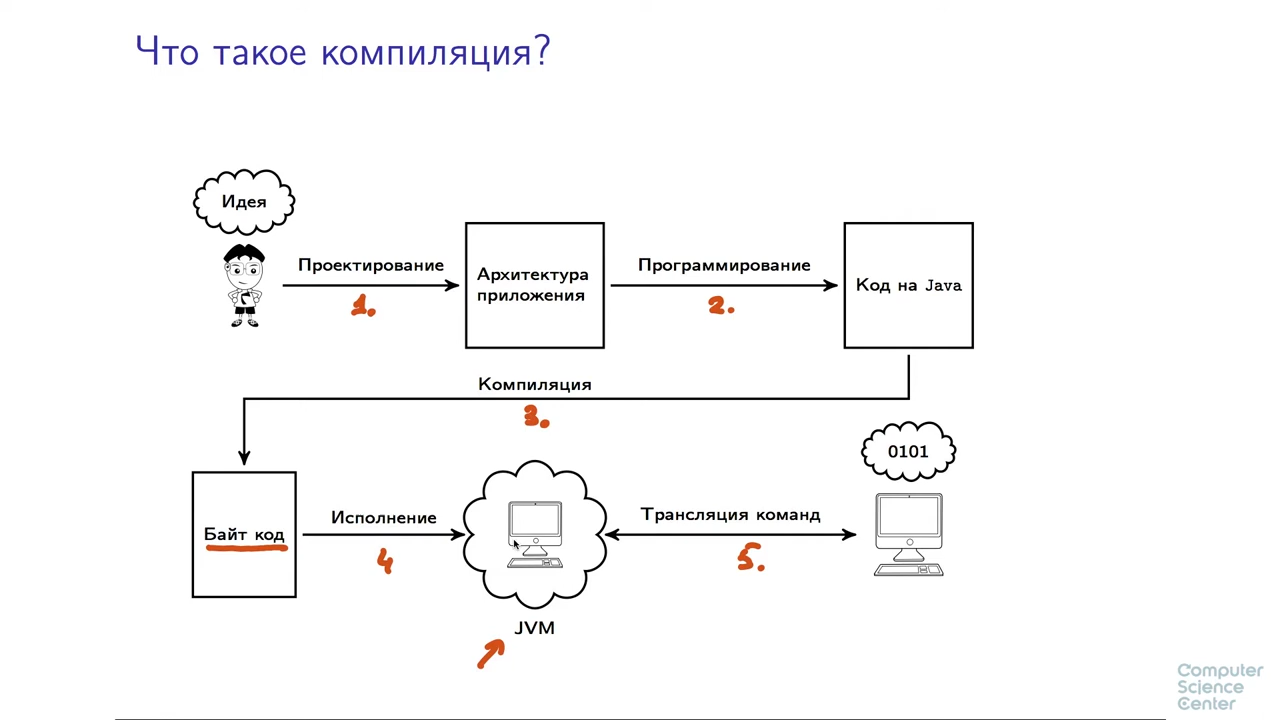 Что такое компиляция?
Идея
Проектирование
1.
Архитектура
приложения
Программирование
2.
Код на Java
Компиляция
3.
Байт код
Исполнение
4
JVM
Трансляция команд
5.
0101
Computer
Science
Center